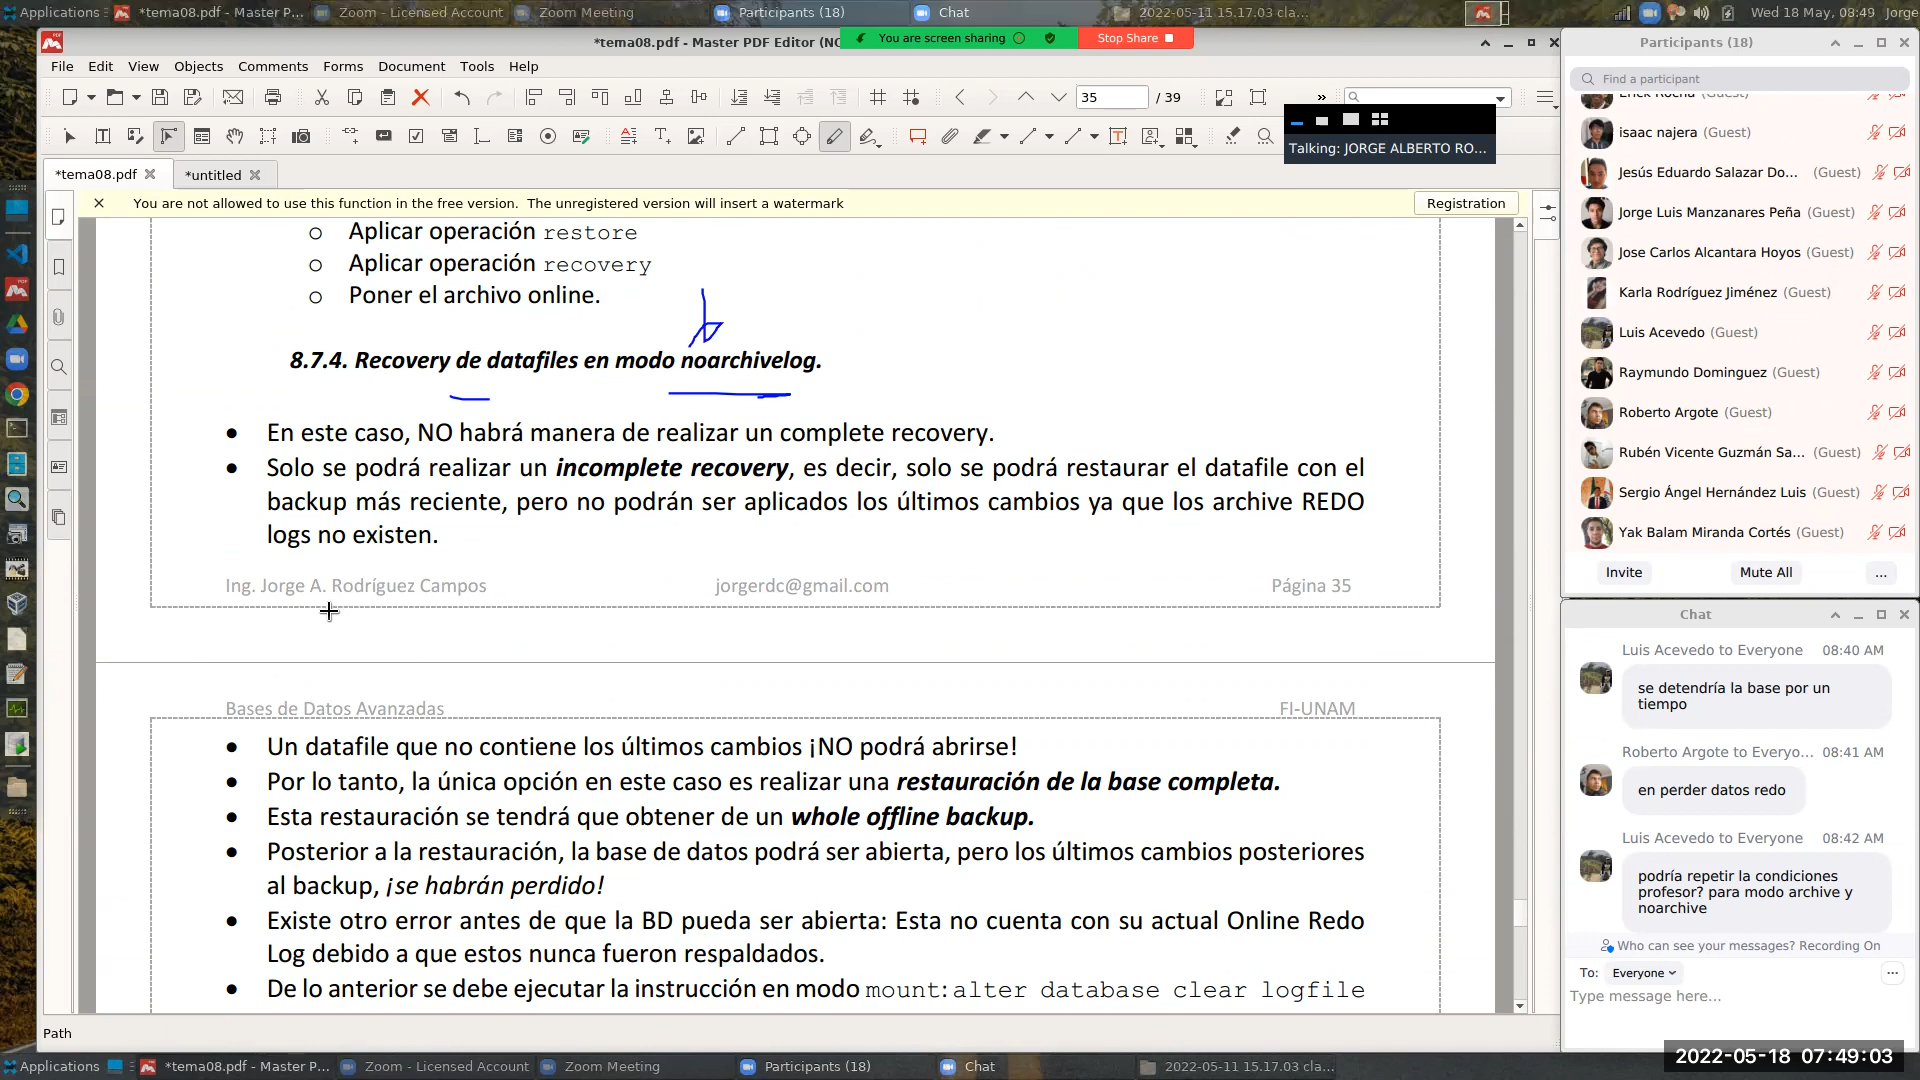 Applications
*tema08.pdf - Master P...
Zoom - Licensed Account
Zoom Meeting
Participants (18)
Chat
2022-05-11 15.17.03 cla...
Wed 18 May, 08:49 Jorge
*tema08.pdf - Master PDF Editor (NO
You are screen sharing
Stop Share
File Edit View Objects Comments Forms Document Tools Help
35 / 39
Talking: JORGE ALBERTO RO...
*tema08.pdf
*untitled
You are not allowed to use this function in the free version. The unregistered version will insert a watermark
Registration
o Aplicar operación restore
o Aplicar operación recovery
o Poner el archivo online.
8.7.4. Recovery de datafiles en modo noarchivelog.
● En este caso, NO habrá manera de realizar un complete recovery.
● Solo se podrá realizar un incomplete recovery, es decir, solo se podrá restaurar el datafile con el
backup más reciente, pero no podrán ser aplicados los últimos cambios ya que los archive REDO
logs no existen.
Ing. Jorge A. Rodríguez Campos jorgerdc@gmail.com Página 35
Bases de Datos Avanzadas FI-UNAM
● Un datafile que no contiene los últimos cambios ¡NO podrá abrirse!
● Por lo tanto, la única opción en este caso es realizar una restauración de la base completa.
● Esta restauración se tendrá que obtener de un whole offline backup.
● Posterior a la restauración, la base de datos podrá ser abierta, pero los últimos cambios posteriores
al backup, ¡se habrán perdido!
● Existe otro error antes de que la BD pueda ser abierta: Esta no cuenta con su actual Online Redo
Log debido a que estos nunca fueron respaldados.
● De lo anterior se debe ejecutar la instrucción en modo mount: alter database clear logfile
Path
Participants (18)
Find a participant
Erick Rocha (Guest)
isaac najera (Guest)
Jesús Eduardo Salazar Do... (Guest)
Jorge Luis Manzanares Peña (Guest)
Jose Carlos Alcantara Hoyos (Guest)
Karla Rodríguez Jiménez (Guest)
Luis Acevedo (Guest)
Raymundo Dominguez (Guest)
Roberto Argote (Guest)
Rubén Vicente Guzmán Sa... (Guest)
Sergio Ángel Hernández Luis (Guest)
Yak Balam Miranda Cortés (Guest)
Invite Mute All ...
Chat
Luis Acevedo to Everyone 08:40 AM
se detendría la base por un
tiempo
Roberto Argote to Everyo... 08:41 AM
en perder datos redo
Luis Acevedo to Everyone 08:42 AM
podría repetir la condiciones
profesor? para modo archive y
noarchive
Who can see your messages? Recording On
To: Everyone
Type message here...
Applications
*tema08.pdf - Master P...
Zoom - Licensed Account
Zoom Meeting
Participants (18)
Chat
2022-05-11 15.17.03 cla...
2022-05-18 07:49:03